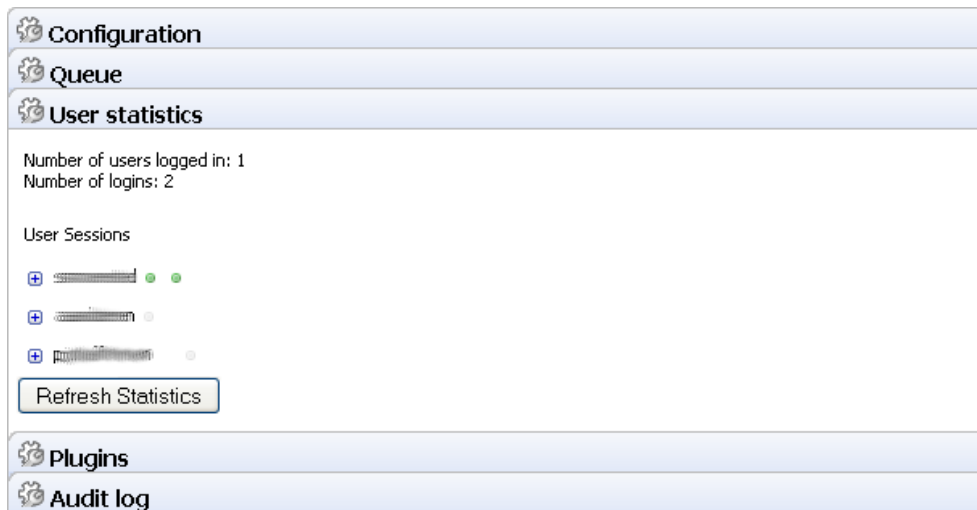 Configuration
Queue
User statistics
Number of users logged in: 1
Number of logins: 2
User Sessions
Refresh Statistics
Plugins
Audit log